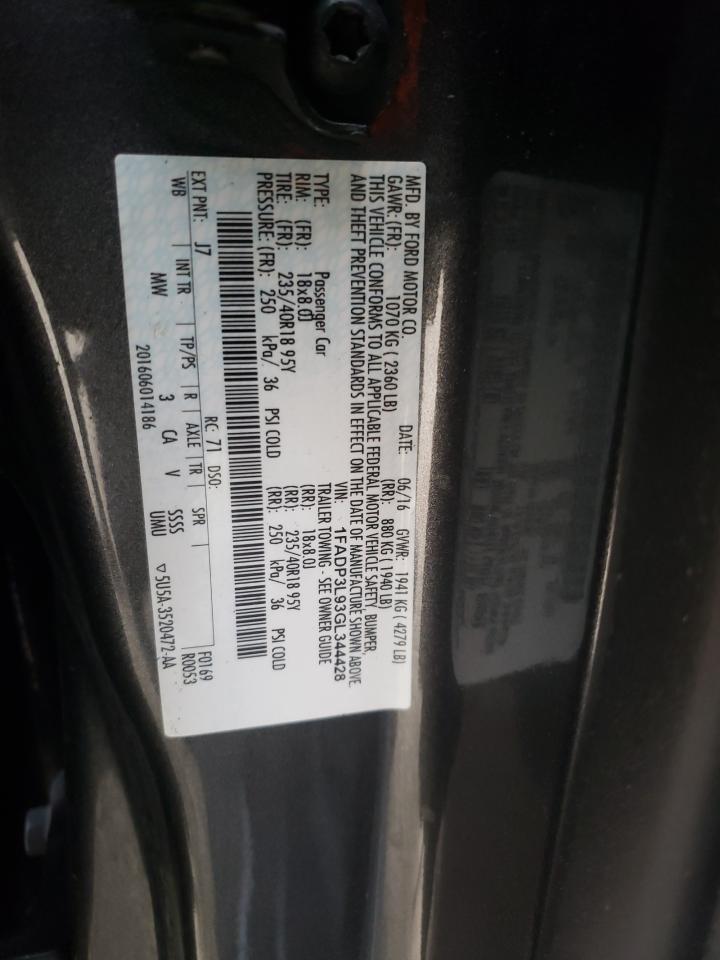 MFD. BY FORD MOTOR CO.
DATE: 06/16 GVWR: 1941 KG ( 4279 LB)
GAWR: (FR): 1070 KG ( 2360 LB) (RR): 880 KG ( 1940 LB)
THIS VEHICLE CONFORMS TO ALL APPLICABLE FEDERAL MOTOR VEHICLE SAFETY, BUMPER,
AND THEFT PREVENTION STANDARDS IN EFFECT ON THE DATE OF MANUFACTURE SHOWN ABOVE.
VIN: 1FADP3L93GL344428
TYPE: Passenger Car TRAILER TOWING - SEE OWNER GUIDE
RIM: (FR): 18x8.0J (RR): 18x8.0J
TIRE: (FR): 235/40R18 95Y (RR): 235/40R18 95Y
PRESSURE: (FR): 250 kPa/ 36 PSI COLD (RR): 250 kPa/ 36 PSI COLD
F0169
EXT PNT: J7 RC: 71 DSO: R0053
WB INT TR TP/PS R AXLE TR SPR
MW 3 CA V SSSS ▽5U5A-3520472-AA
201606014186 UMU